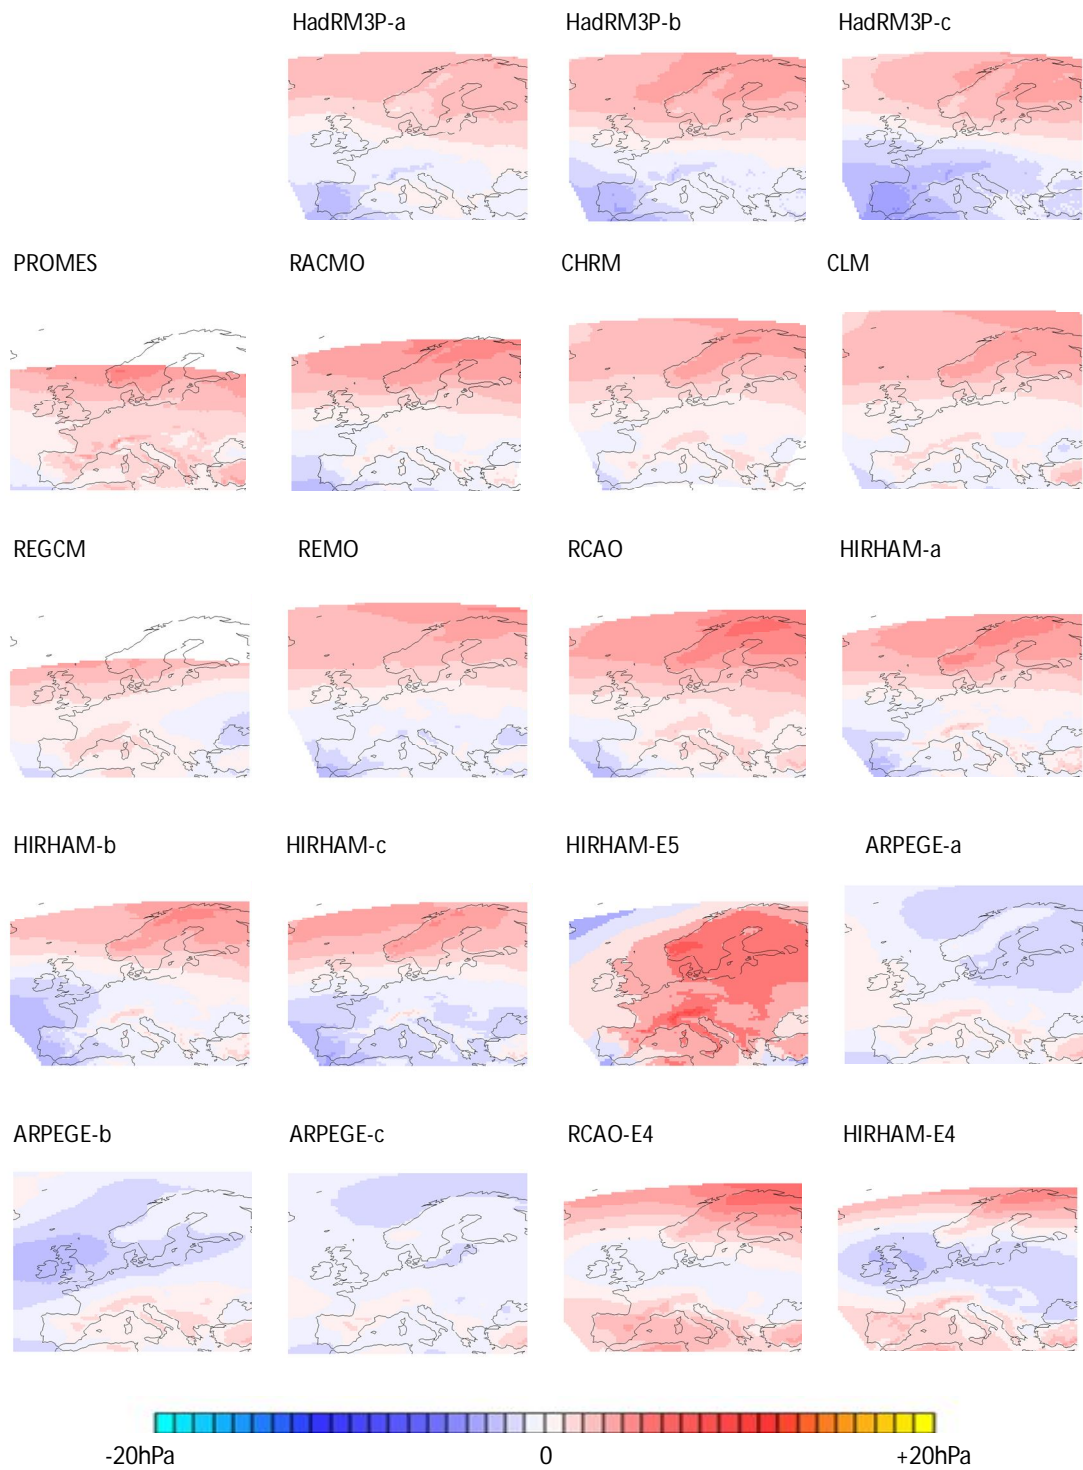 HadRM3P-a HadRM3P-b HadRM3P-c
PROMES RACMO CHRM CLM
REGCM REMO RCAO HIRHAM-a
HIRHAM-b HIRHAM-c HIRHAM-E5 ARPEGE-a
ARPEGE-b ARPEGE-c RCAO-E4 HIRHAM-E4
-20hPa 0 +20hPa